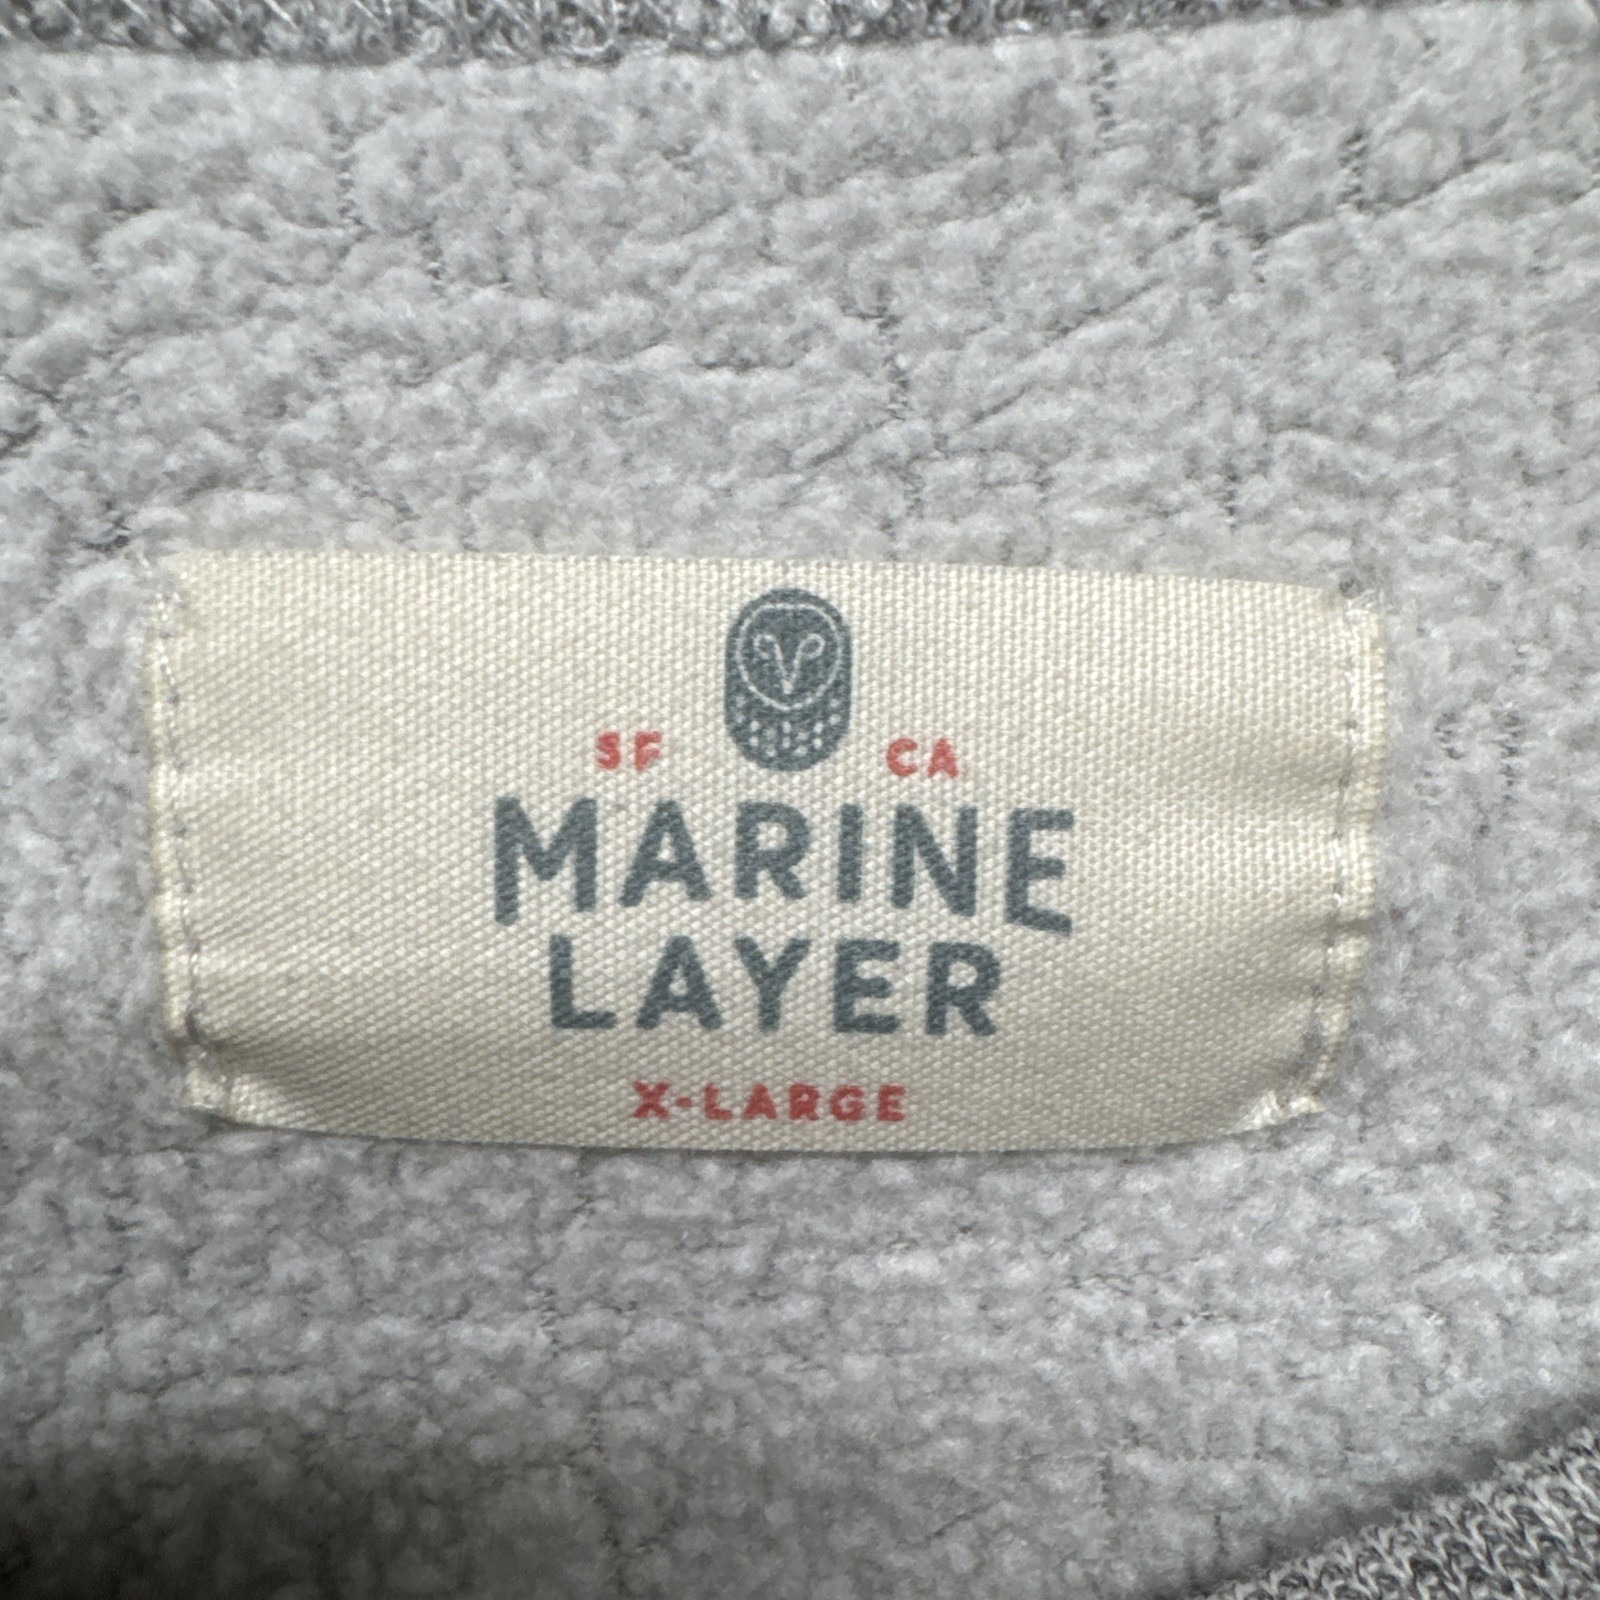 SF CA
MARINE
LAYER
X-LARGE